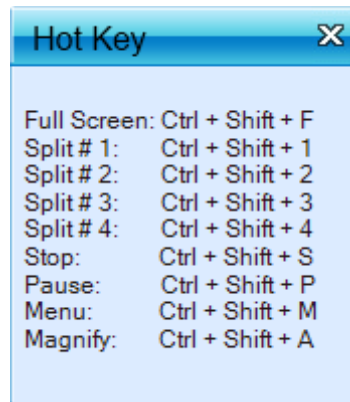 Hot Key
Full Screen: Ctrl + Shift + F
Split # 1: Ctrl + Shift + 1
Split # 2: Ctrl + Shift + 2
Split # 3: Ctrl + Shift + 3
Split # 4: Ctrl + Shift + 4
Stop: Ctrl + Shift + S
Pause: Ctrl + Shift + P
Menu: Ctrl + Shift + M
Magnify: Ctrl + Shift + A